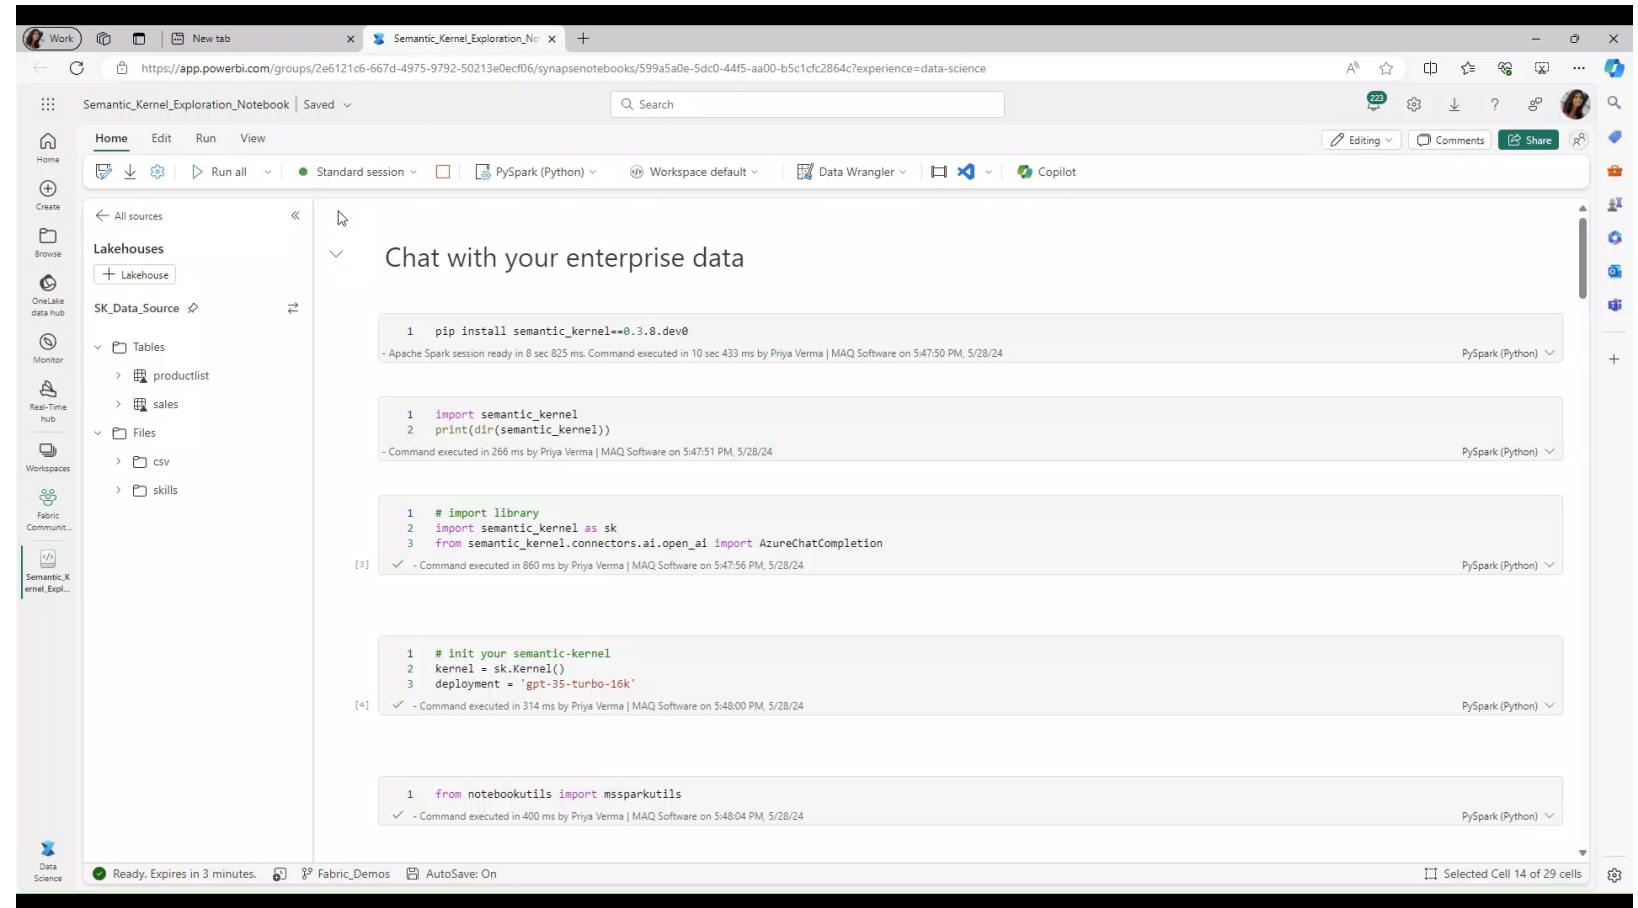 Work
New tab
Semantic_Kernel_Exploration_No
https://app.powerbi.com/groups/2e6121c6-667d-4975-9792-50213e0ecf06/synapsenotebooks/599a5a0e-5dc0-44f5-aa00-b5c1cfc2864c?experience=data-science
Semantic_Kernel_Exploration_Notebook | Saved
Search
223
Home Edit Run View
Editing
Comments
Share
Run all
Standard session
PySpark (Python)
Workspace default
Data Wrangler
Copilot
Home
Create
Browse
OneLake
data hub
Monitor
Real-Time
hub
Workspaces
Fabric
Communit...
Semantic_K
ernel_Expl...
Data
Science
All sources
Lakehouses
Lakehouse
SK_Data_Source
Tables
productlist
sales
Files
csv
skills
Chat with your enterprise data
1 pip install semantic_kernel==0.3.8.dev0
- Apache Spark session ready in 8 sec 825 ms. Command executed in 10 sec 433 ms by Priya Verma | MAQ Software on 5:47:50 PM, 5/28/24
PySpark (Python)
1 import semantic_kernel
2 print(dir(semantic_kernel))
- Command executed in 266 ms by Priya Verma | MAQ Software on 5:47:51 PM, 5/28/24
PySpark (Python)
1 # import library
2 import semantic_kernel as sk
3 from semantic_kernel.connectors.ai.open_ai import AzureChatCompletion
[3]
- Command executed in 860 ms by Priya Verma | MAQ Software on 5:47:56 PM, 5/28/24
PySpark (Python)
1 # init your semantic-kernel
2 kernel = sk.Kernel()
3 deployment = 'gpt-35-turbo-16k'
[4]
- Command executed in 314 ms by Priya Verma | MAQ Software on 5:48:00 PM, 5/28/24
PySpark (Python)
1 from notebookutils import mssparkutils
- Command executed in 400 ms by Priya Verma | MAQ Software on 5:48:04 PM, 5/28/24
PySpark (Python)
Ready. Expires in 3 minutes.
Fabric_Demos
AutoSave: On
Selected Cell 14 of 29 cells